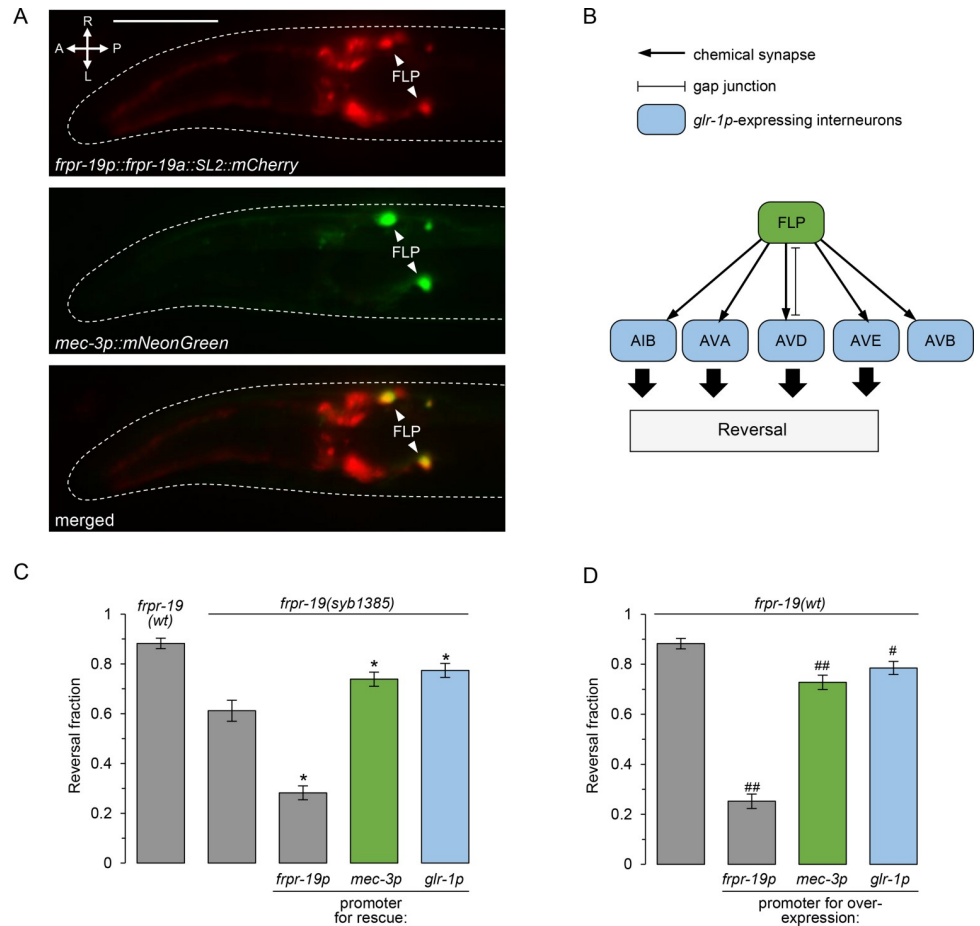 A
R
A P
L
FLP
frpr-19p::frpr-19a::SL2::mCherry
FLP
mec-3p::mNeonGreen
FLP
merged
B
chemical synapse
gap junction
glr-1p-expressing interneurons
FLP
AIB AVA AVD AVE AVB
Reversal
C
frpr-19 (wt)
frpr-19(syb1385)
Reversal fraction
1
0.8
0.6
0.4
0.2
0
* * *
frpr-19p mec-3p glr-1p
promoter
for rescue:
D
frpr-19(wt)
Reversal fraction
1
0.8
0.6
0.4
0.2
0
## ## #
frpr-19p mec-3p glr-1p
promoter for over-
expression: